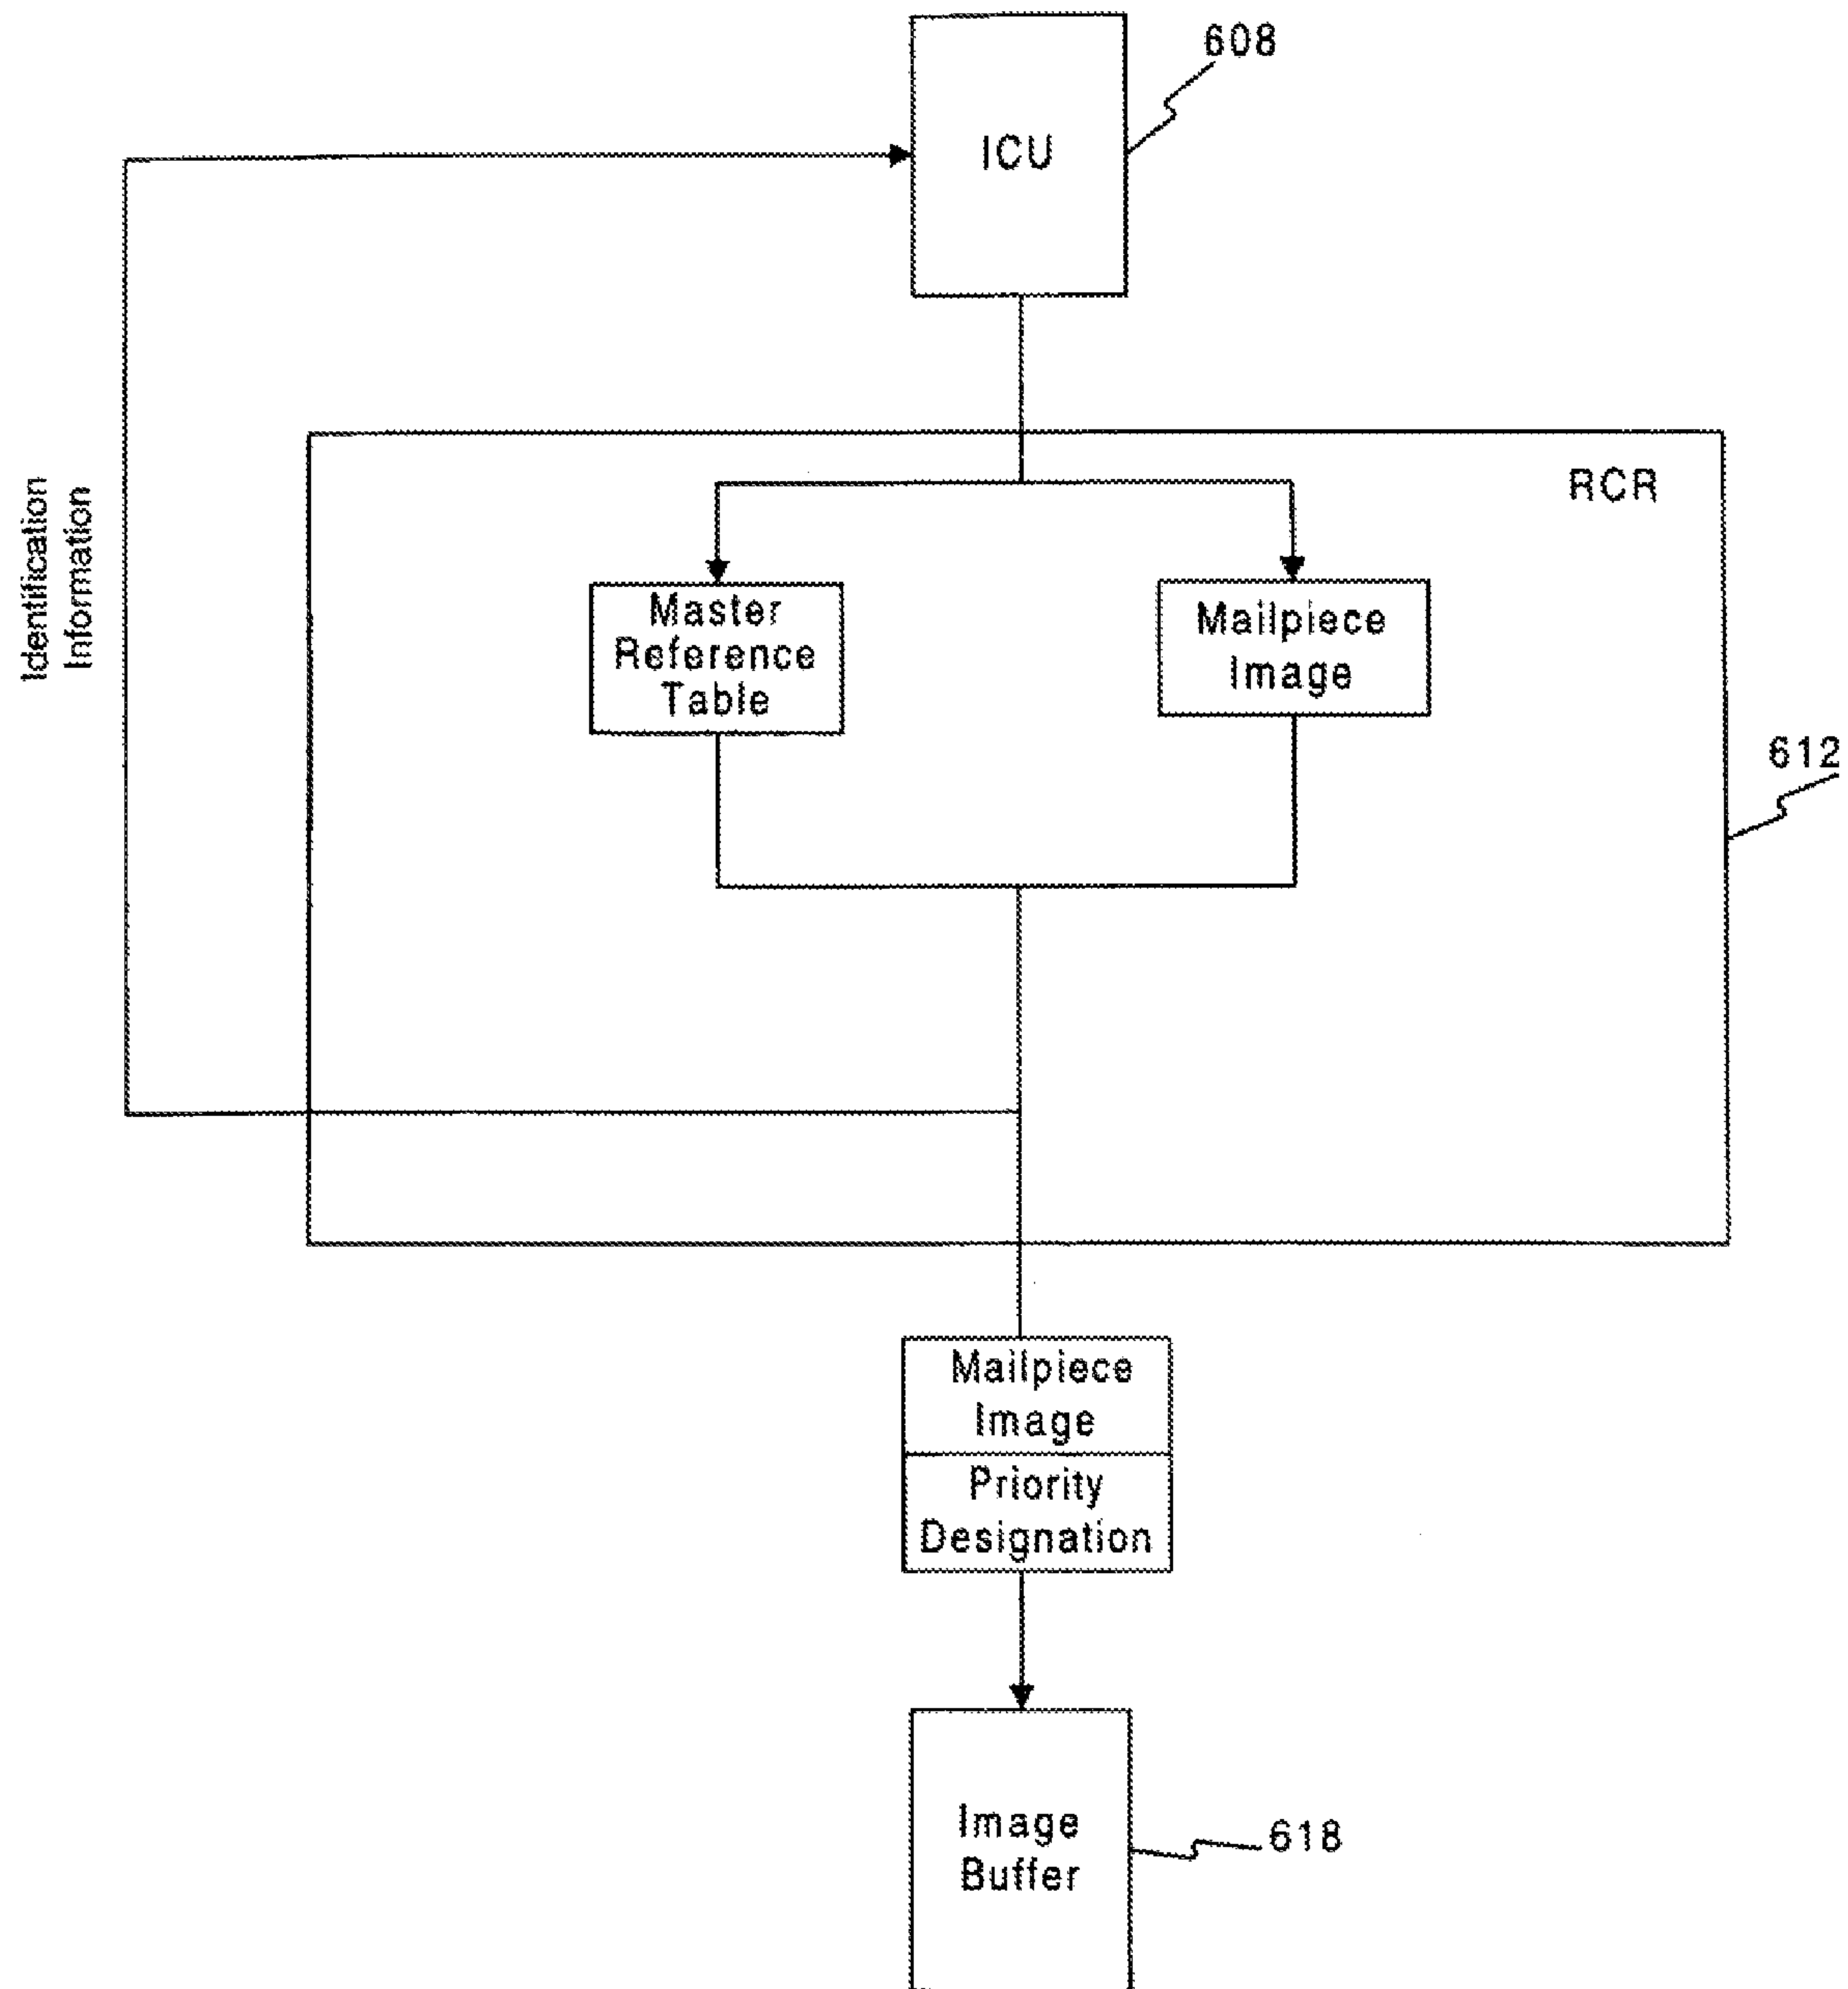 608
ICU
Identification
Information
RCR
Master
Reference
Table
Mailpiece
Image
612
Mailpiece
Image
Priority
Designation
Image
Buffer
618